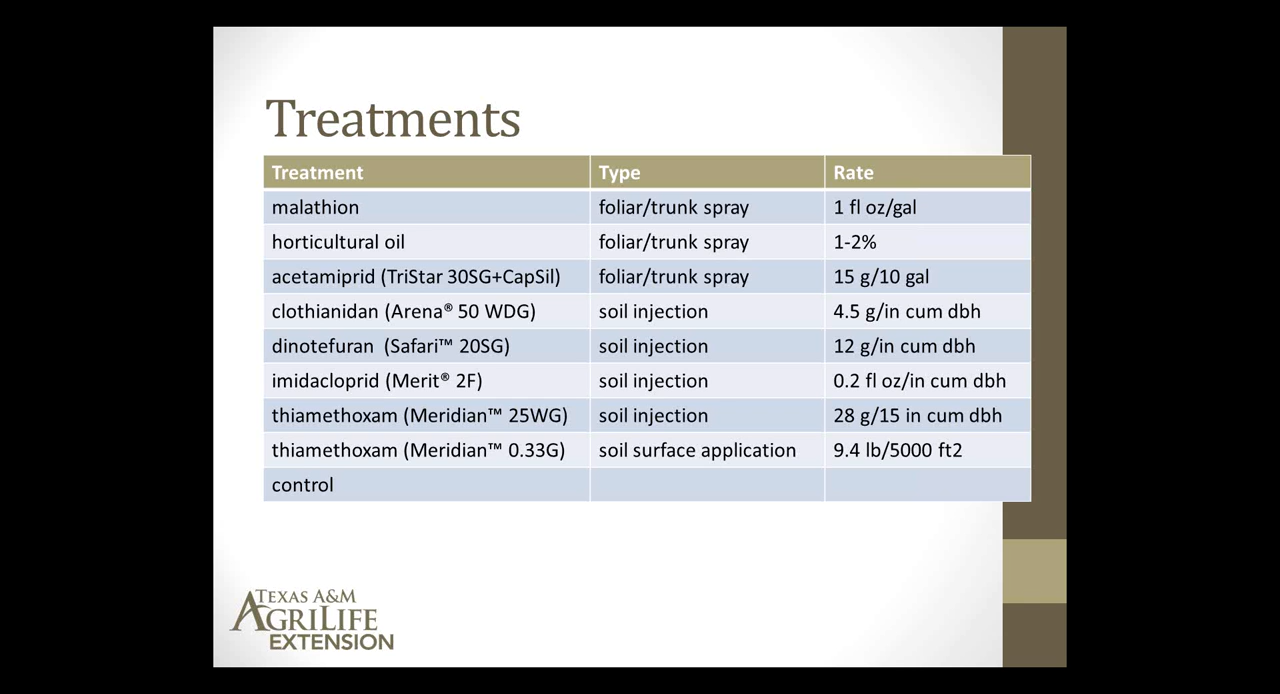 Treatments
Treatment Type Rate
malathion foliar/trunk spray 1 fl oz/gal
horticultural oil foliar/trunk spray 1-2%
acetamiprid (TriStar 30SG+CapSil) foliar/trunk spray 15 g/10 gal
clothianidan (Arena® 50 WDG) soil injection 4.5 g/in cum dbh
dinotefuran (Safari™ 20SG) soil injection 12 g/in cum dbh
imidacloprid (Merit® 2F) soil injection 0.2 fl oz/in cum dbh
thiamethoxam (Meridian™ 25WG) soil injection 28 g/15 in cum dbh
thiamethoxam (Meridian™ 0.33G) soil surface application 9.4 lb/5000 ft2
control
TEXAS A&M
AGRILIFE
EXTENSION